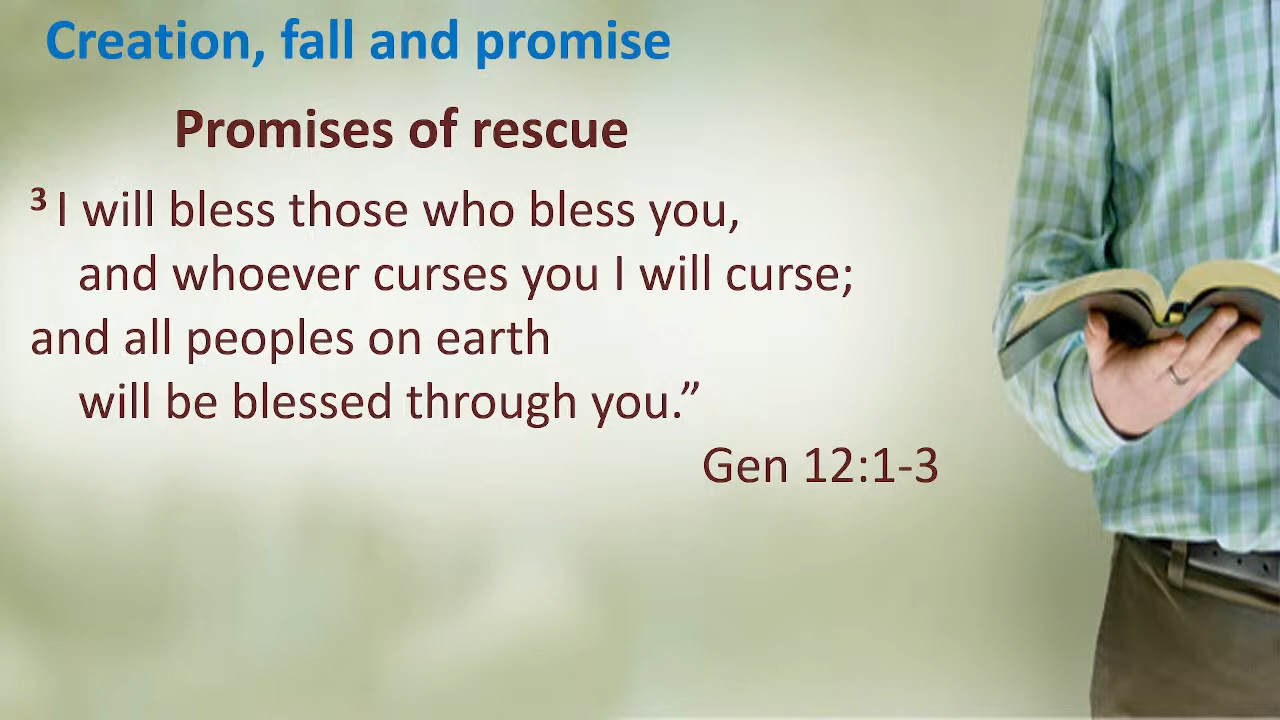 Creation, fall and promise
Promises of rescue
3 I will bless those who bless you,
and whoever curses you I will curse;
and all peoples on earth
will be blessed through you.”
Gen 12:1-3